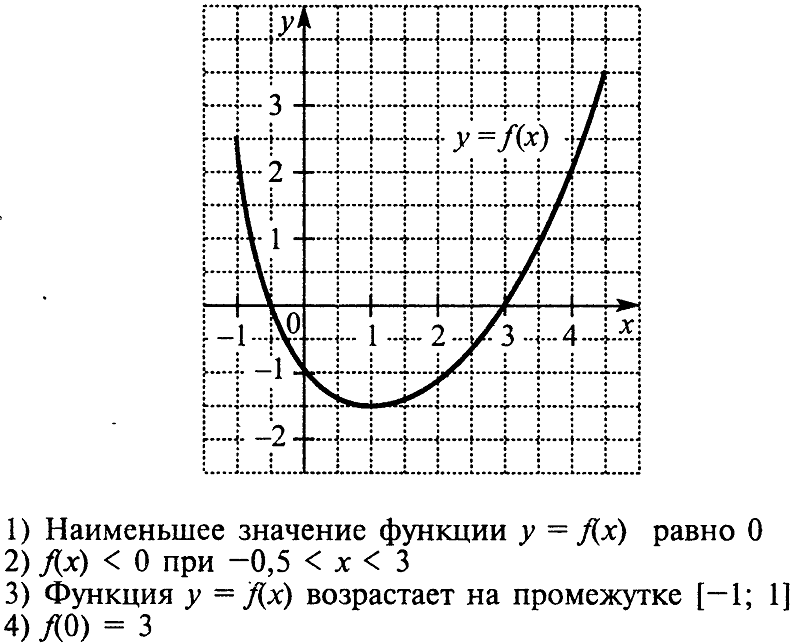 y
3
y = f(x)
2
1
0
x
−1
1
2
3
4
−1
−2
1) Наименьшее значение функции y = f(x) равно 0
2) f(x) < 0 при −0,5 < x < 3
3) Функция y = f(x) возрастает на промежутке [−1; 1]
4) f(0) = 3